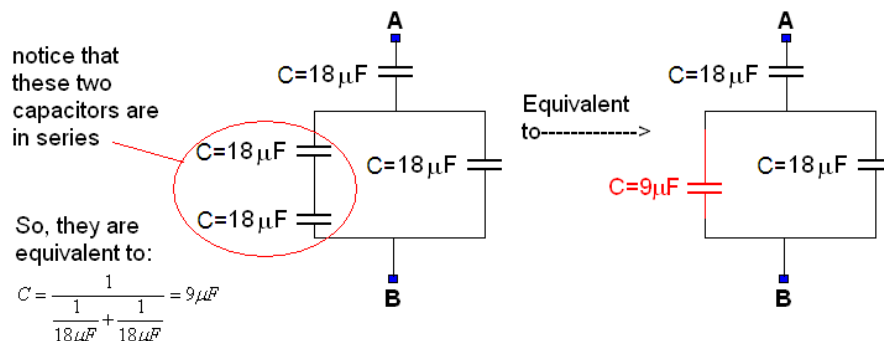 notice that
these two
capacitors are
in series
So, they are
equivalent to:
C = 1 / (1/18μF + 1/18μF) = 9μF
A
C=18μF
C=18μF
C=18μF
C=18μF
B
Equivalent
to------------->
A
C=18μF
C=9μF
C=18μF
B